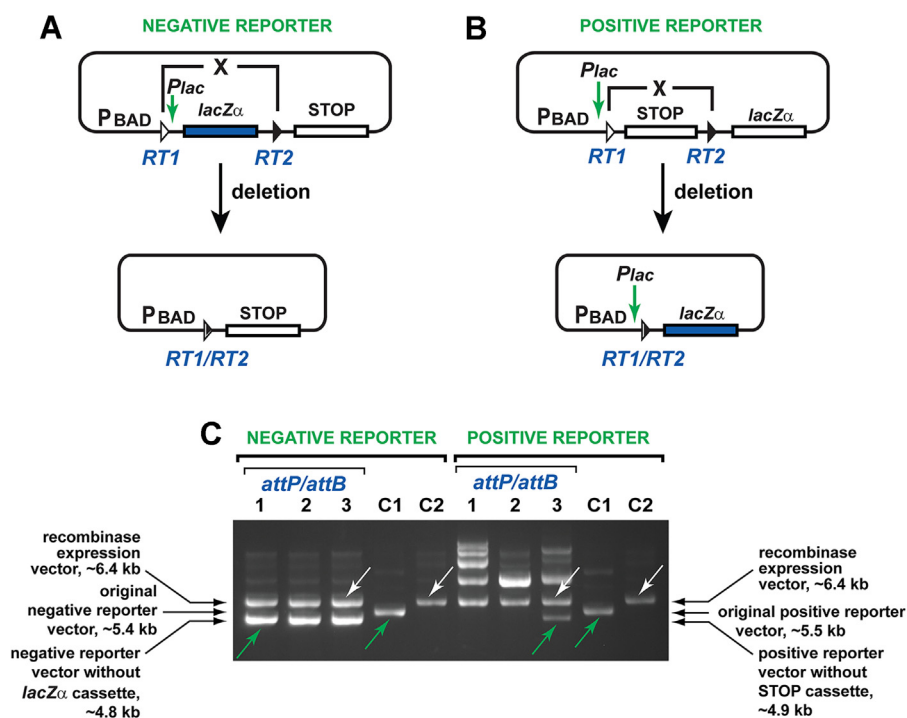 A
NEGATIVE REPORTER
X
Plac
PBAD
lacZα
STOP
RT1
RT2
deletion
PBAD
STOP
RT1/RT2
B
POSITIVE REPORTER
Plac
X
PBAD
STOP
lacZα
RT1
RT2
deletion
Plac
PBAD
lacZα
RT1/RT2
C
NEGATIVE REPORTER
POSITIVE REPORTER
attP/attB
attP/attB
1 2 3 C1 C2 1 2 3 C1 C2
recombinase
expression
vector, ~6.4 kb
original
negative reporter
vector, ~5.4 kb
negative reporter
vector without
lacZα cassette,
~4.8 kb
recombinase
expression
vector, ~6.4 kb
original positive reporter
vector, ~5.5 kb
positive reporter
vector without
STOP cassette,
~4.9 kb